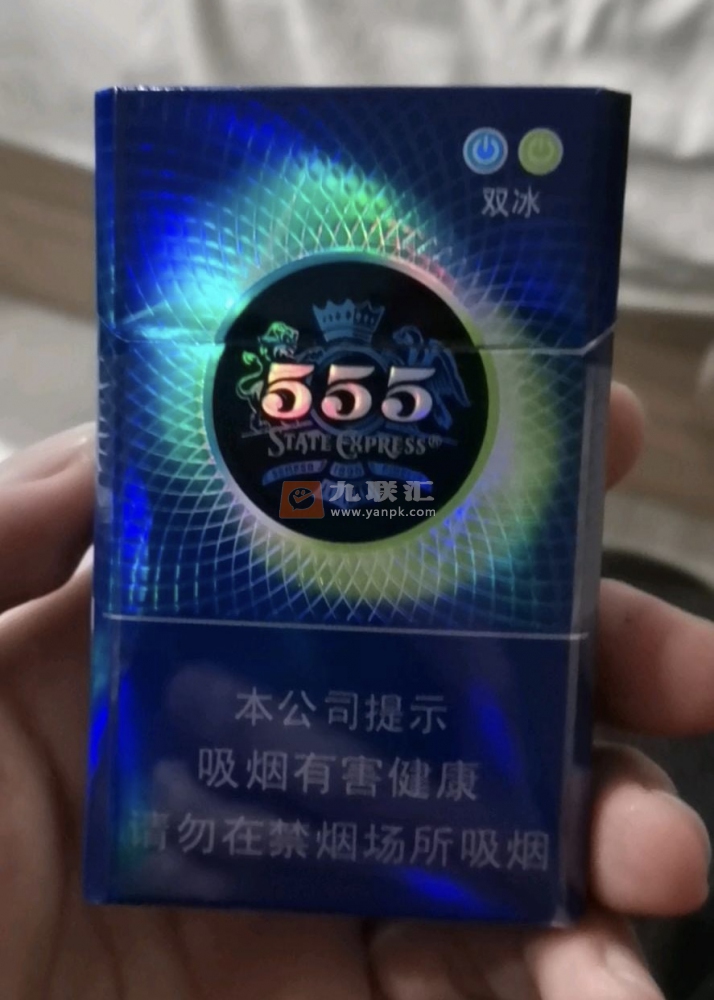 双冰
555
STATE EXPRESS
九联汇
www.yanpk.com
本公司提示
吸烟有害健康
请勿在禁烟场所吸烟